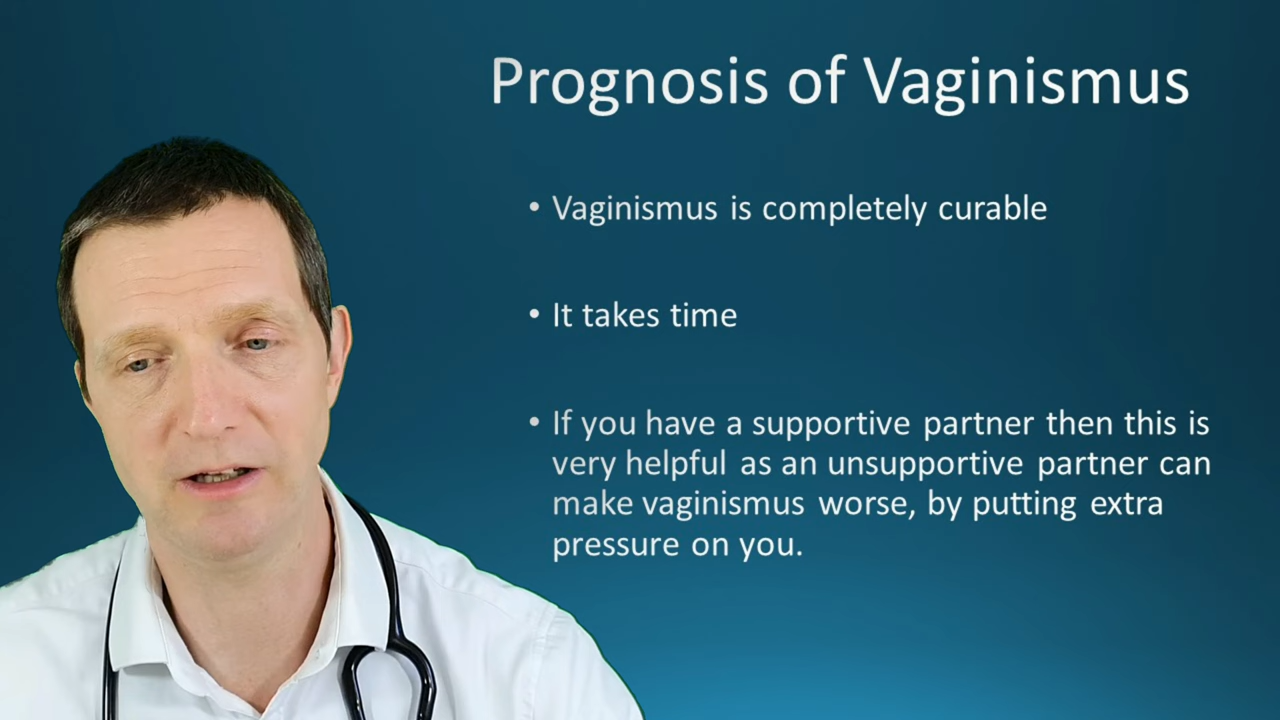 Prognosis of Vaginismus
• Vaginismus is completely curable
• It takes time
• If you have a supportive partner then this is
very helpful as an unsupportive partner can
make vaginismus worse, by putting extra
pressure on you.